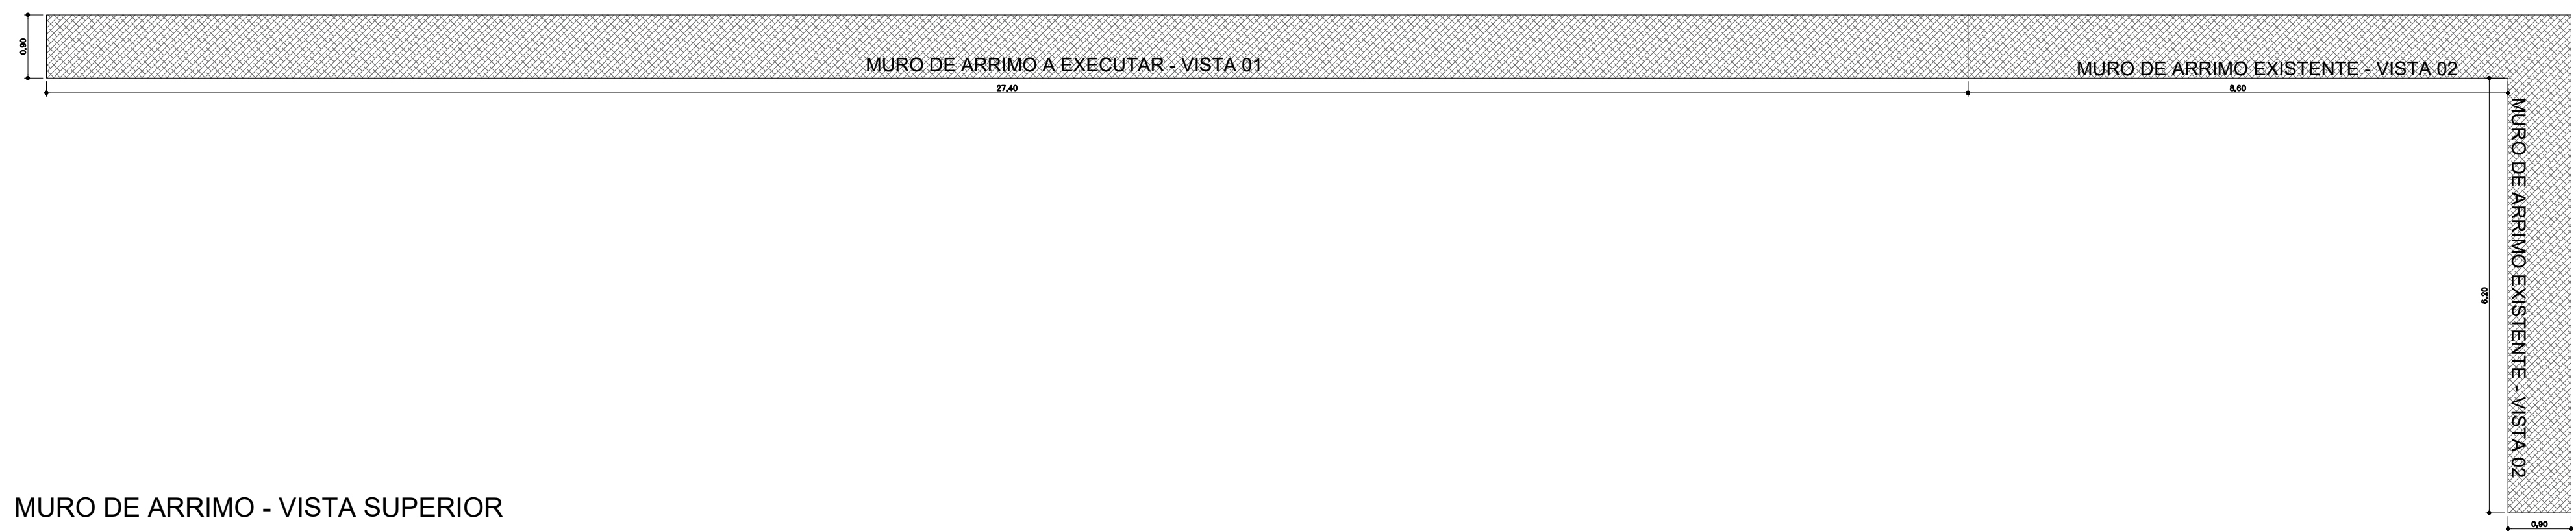 0,90
MURO DE ARRIMO A EXECUTAR - VISTA 01
MURO DE ARRIMO EXISTENTE - VISTA 02
27,40
8,60
MURO DE ARRIMO EXISTENTE - VISTA 02
6,20
MURO DE ARRIMO - VISTA SUPERIOR
0,90